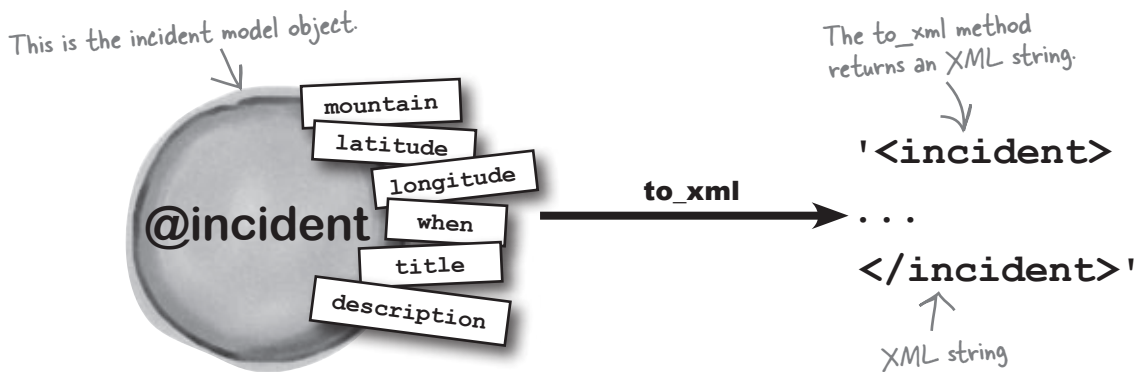 This is the incident model object.
mountain
latitude
longitude
@incident
when
title
description
to_xml
The to_xml method
returns an XML string.
'<incident>
...
</incident>'
XML string